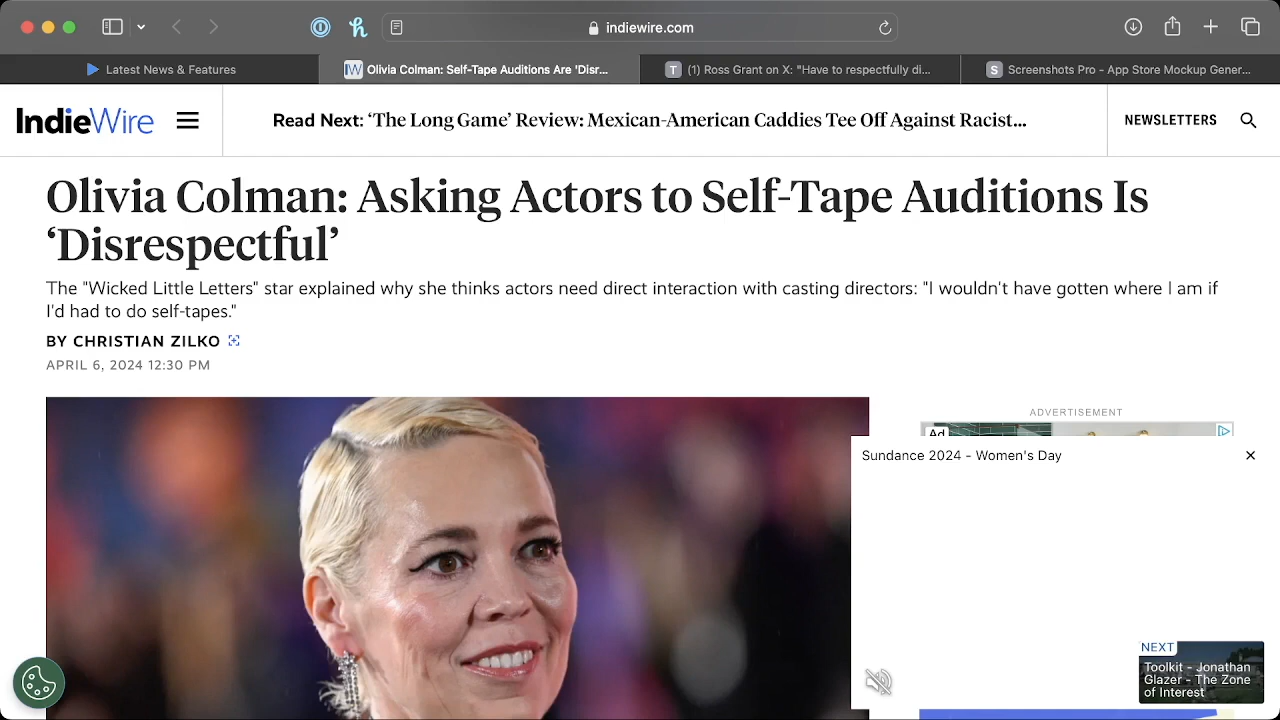 indiewire.com
Latest News & Features
IW Olivia Colman: Self-Tape Auditions Are 'Disr...
T (1) Ross Grant on X: "Have to respectfully di...
S Screenshots Pro - App Store Mockup Gener...
IndieWire
Read Next: ‘The Long Game’ Review: Mexican-American Caddies Tee Off Against Racist...
NEWSLETTERS
Olivia Colman: Asking Actors to Self-Tape Auditions Is
‘Disrespectful’
The "Wicked Little Letters" star explained why she thinks actors need direct interaction with casting directors: "I wouldn't have gotten where I am if
I'd had to do self-tapes."
BY CHRISTIAN ZILKO
APRIL 6, 2024 12:30 PM
ADVERTISEMENT
Ad
Sundance 2024 - Women's Day
NEXT
Toolkit - Jonathan
Glazer - The Zone
of Interest